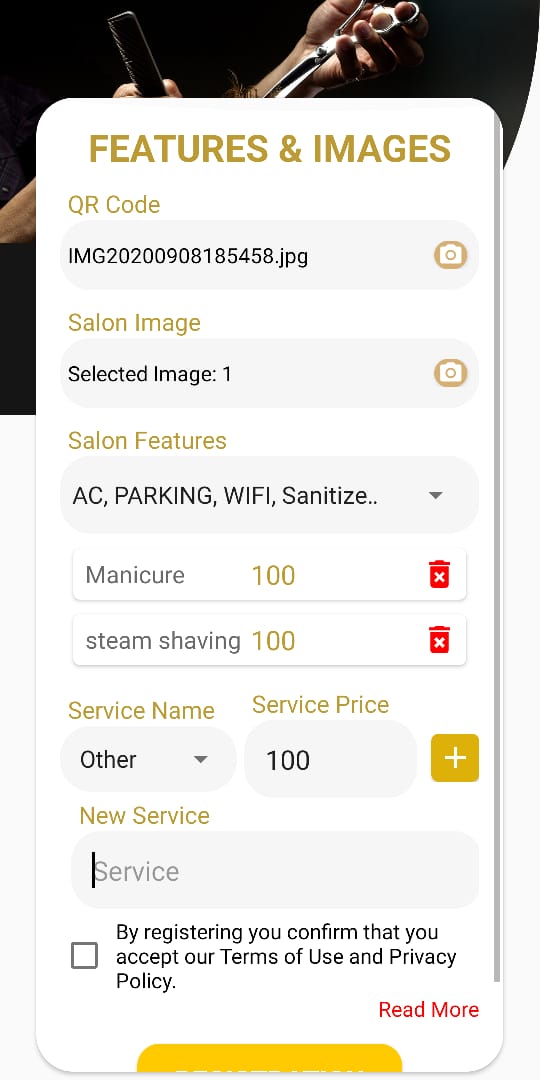 FEATURES & IMAGES
QR Code
IMG20200908185458.jpg
Salon Image
Selected Image: 1
Salon Features
AC, PARKING, WIFI, Sanitize..
Manicure 100
steam shaving 100
Service Name Service Price
Other 100
New Service
Service
By registering you confirm that you
accept our Terms of Use and Privacy
Policy.
Read More
REGISTRATION